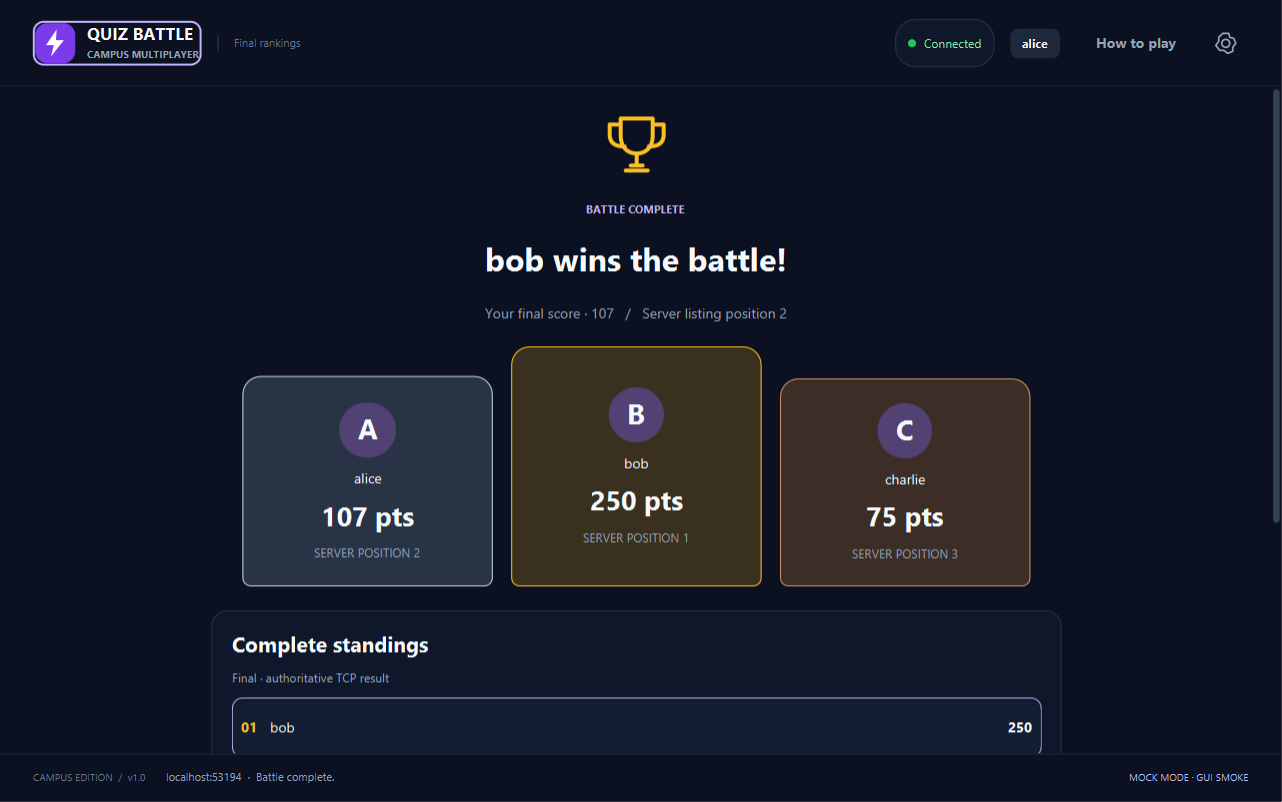 QUIZ BATTLE
CAMPUS MULTIPLAYER
Final rankings
Connected
alice
How to play
BATTLE COMPLETE
bob wins the battle!
Your final score · 107 / Server listing position 2
A
alice
107 pts
SERVER POSITION 2
B
bob
250 pts
SERVER POSITION 1
C
charlie
75 pts
SERVER POSITION 3
Complete standings
Final · authoritative TCP result
01 bob 250
CAMPUS EDITION / v1.0 localhost:53194 · Battle complete.
MOCK MODE · GUI SMOKE